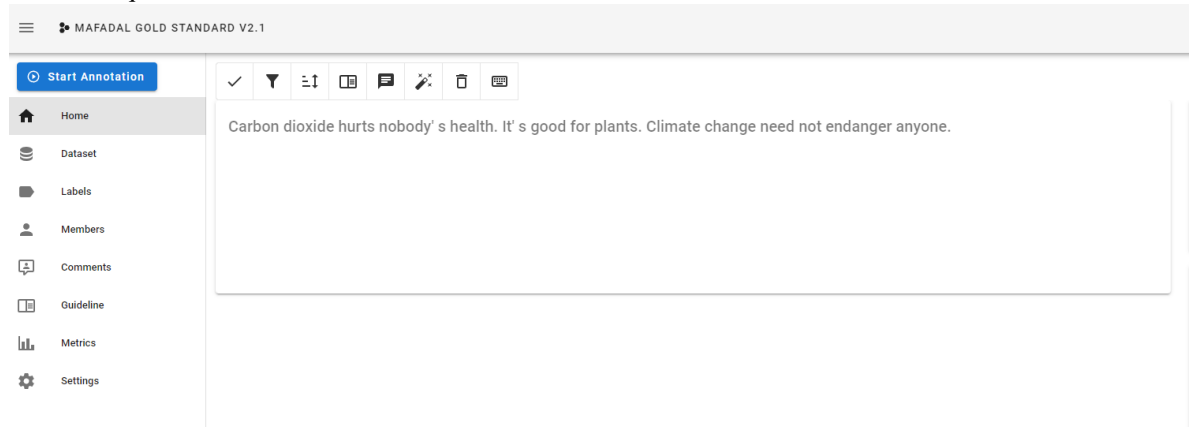 MAFADAL GOLD STANDARD V2.1
Start Annotation
Home
Dataset
Labels
Members
Comments
Guideline
Metrics
Settings
Carbon dioxide hurts nobody' s health. It' s good for plants. Climate change need not endanger anyone.